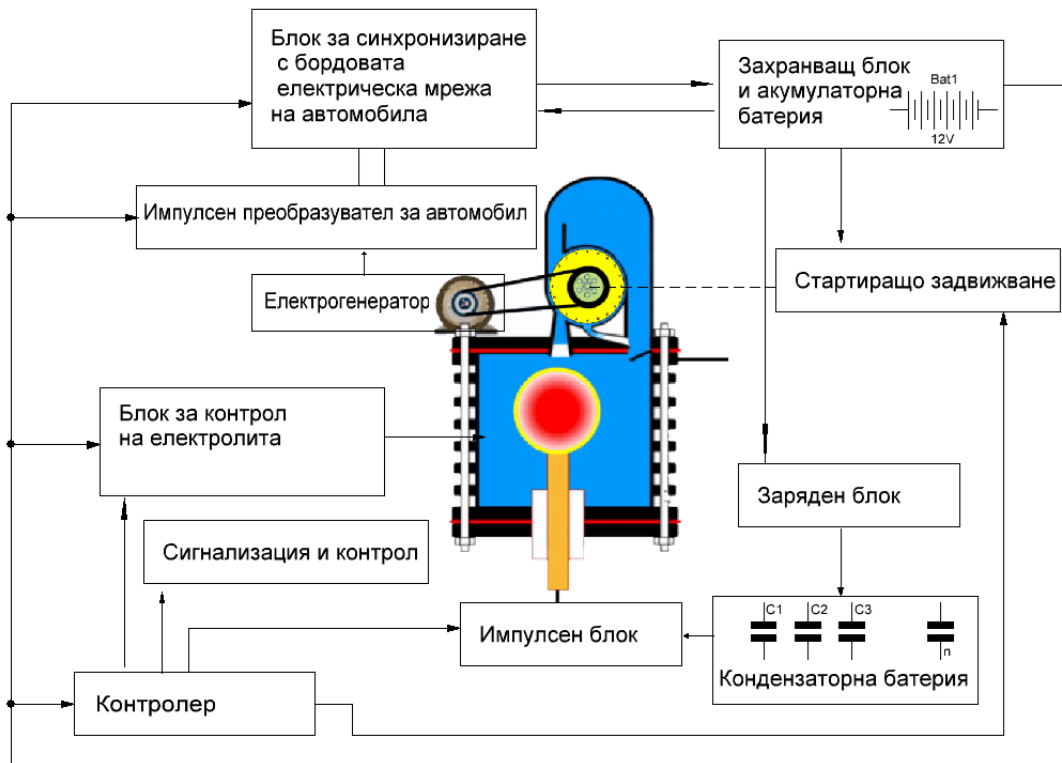 Блок за синхронизиране
с бордовата
електрическа мрежа
на автомобила
Захранващ блок
и акумулаторна
батерия
Bat1
12V
Импулсен преобразувател за автомобил
Електрогенератор
Стартиращо задвижване
Блок за контрол
на електролита
Заряден блок
Сигнализация и контрол
C1 C2 C3
n
Импулсен блок
Кондензаторна батерия
Контролер